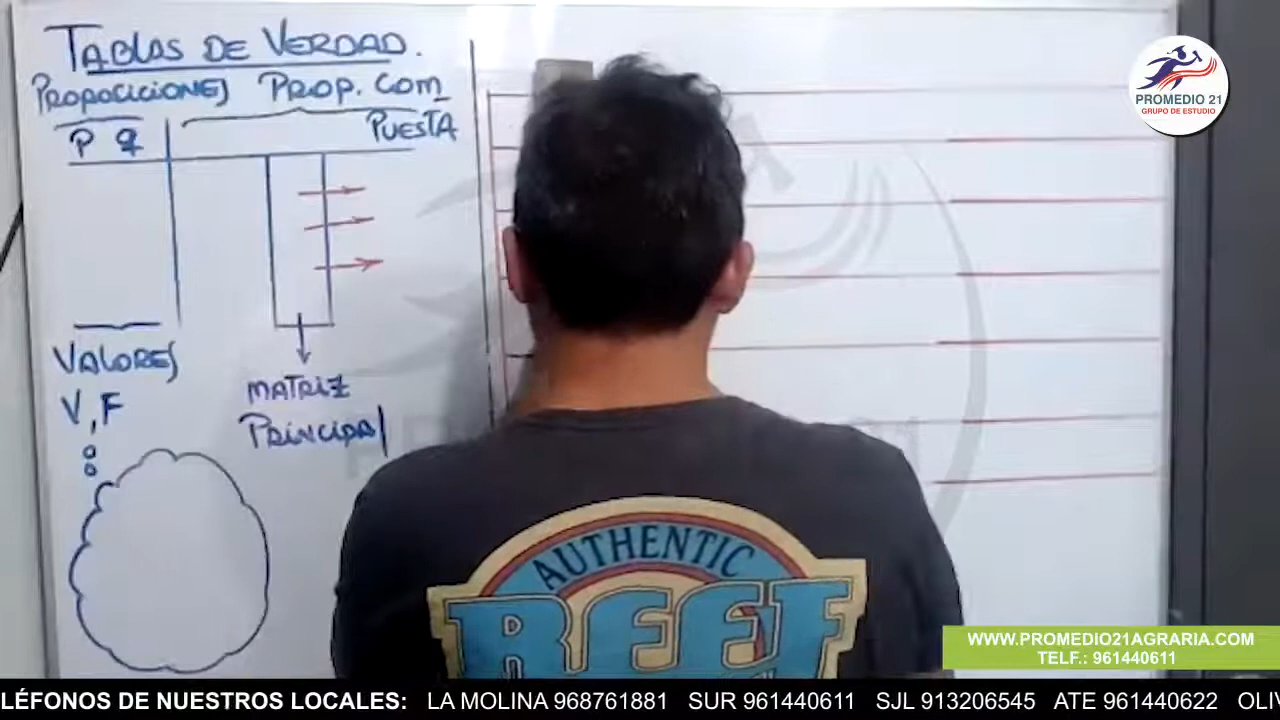 TABLAS DE VERDAD.
PROPOCICIONES PROP. COM
PUESTA
P q
VALORES
V, F
MATRIZ
PRINCIPAL
AUTHENTIC
REEF
PROMEDIO 21
GRUPO DE ESTUDIO
WWW.PROMEDIO21AGRARIA.COM
TELF.: 961440611
LÉFONOS DE NUESTROS LOCALES: LA MOLINA 968761881 SUR 961440611 SJL 913206545 ATE 961440622 OLIV